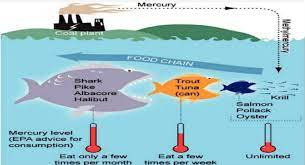 Mercury
Coal plant
Methylmercury
FOOD CHAIN
Shark
Pike
Albacore
Halibut
Trout
Tuna
(can)
Krill
Salmon
Pollack
Oyster
Mercury level
(EPA advice for
consumption)
Eat only a few
times per month
Eat a few
times per week
Unlimited